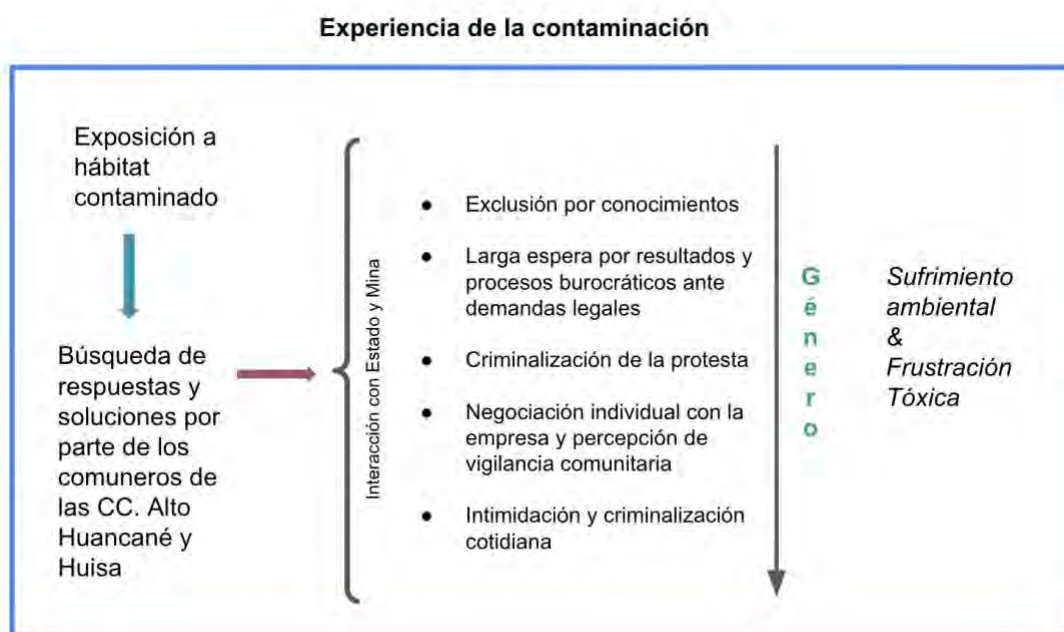 Experiencia de la contaminación
Exposición a
hábitat
contaminado
Búsqueda de
respuestas y
soluciones por
parte de los
comuneros de
las CC. Alto
Huancané y
Huisa
Interacción con Estado y Mina
● Exclusión por conocimientos
● Larga espera por resultados y
procesos burocráticos ante
demandas legales
● Criminalización de la protesta
● Negociación individual con la
empresa y percepción de
vigilancia comunitaria
● Intimidación y criminalización
cotidiana
Género
Sufrimiento
ambiental
&
Frustración
Tóxica